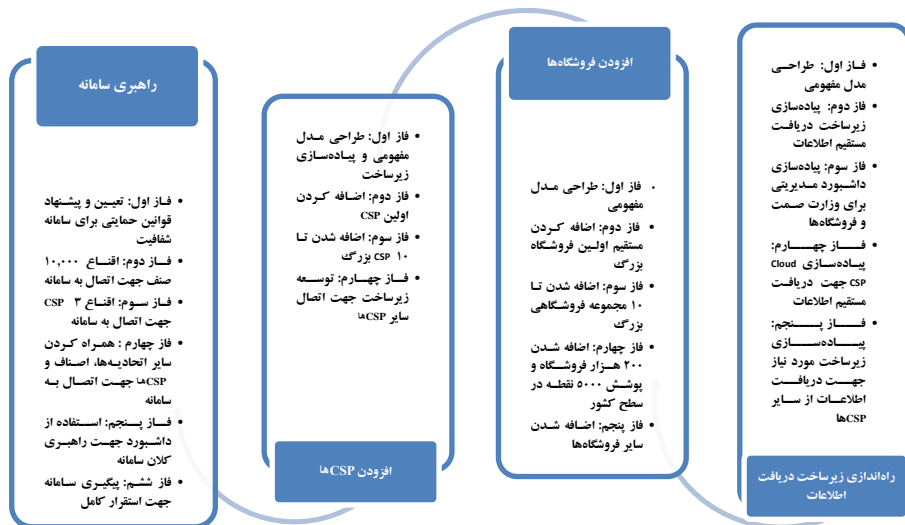 فاز اول: طراحی
مدل مفهومی
فاز دوم: پیاده‌سازی
زیرساخت دریافت
مستقیم اطلاعات
فاز سوم: پیاده‌سازی
داشبورد مدیریتی
برای وزارت صمت
و فروشگاه‌ها
فاز چهارم:
پیاده‌سازی Cloud
CSP جهت دریافت
مستقیم اطلاعات
فاز پنجم:
پیاده‌سازی
زیرساخت مورد نیاز
جهت دریافت
اطلاعات از سایر
CSPها
راه‌اندازی زیرساخت دریافت
اطلاعات
افزودن فروشگاه‌ها
فاز اول: طراحی مدل
مفهومی
فاز دوم: اضافه کردن
مستقیم اولین فروشگاه
بزرگ
فاز سوم: اضافه شدن تا
۱۰ مجموعه فروشگاهی
بزرگ
فاز چهارم: اضافه شدن
۲۰۰ هزار فروشگاه و
پوشش ۵۰۰۰ نقطه در
سطح کشور
فاز پنجم: اضافه شدن
سایر فروشگاه‌ها
فاز اول: طراحی مدل
مفهومی و پیاده‌سازی
زیرساخت
فاز دوم: اضافه کردن
اولین CSP
فاز سوم: اضافه شدن تا
۱۰ CSP بزرگ
فاز چهارم: توسعه
زیرساخت جهت اتصال
سایر CSPها
افزودن CSPها
راهبری سامانه
فاز اول: تعیین و پیشنهاد
قوانین حمایتی برای سامانه
شفافیت
فاز دوم: اقناع ۱۰,۰۰۰
صنف جهت اتصال به سامانه
فاز سوم: اقناع ۳ CSP
جهت اتصال به سامانه
فاز چهارم : همراه کردن
سایر اتحادیه‌ها، اصناف و
CSPها جهت اتصال به
سامانه
فاز پنجم: استفاده از
داشبورد جهت راهبری
کلان سامانه
فاز ششم: پیگیری سامانه
جهت استقرار کامل